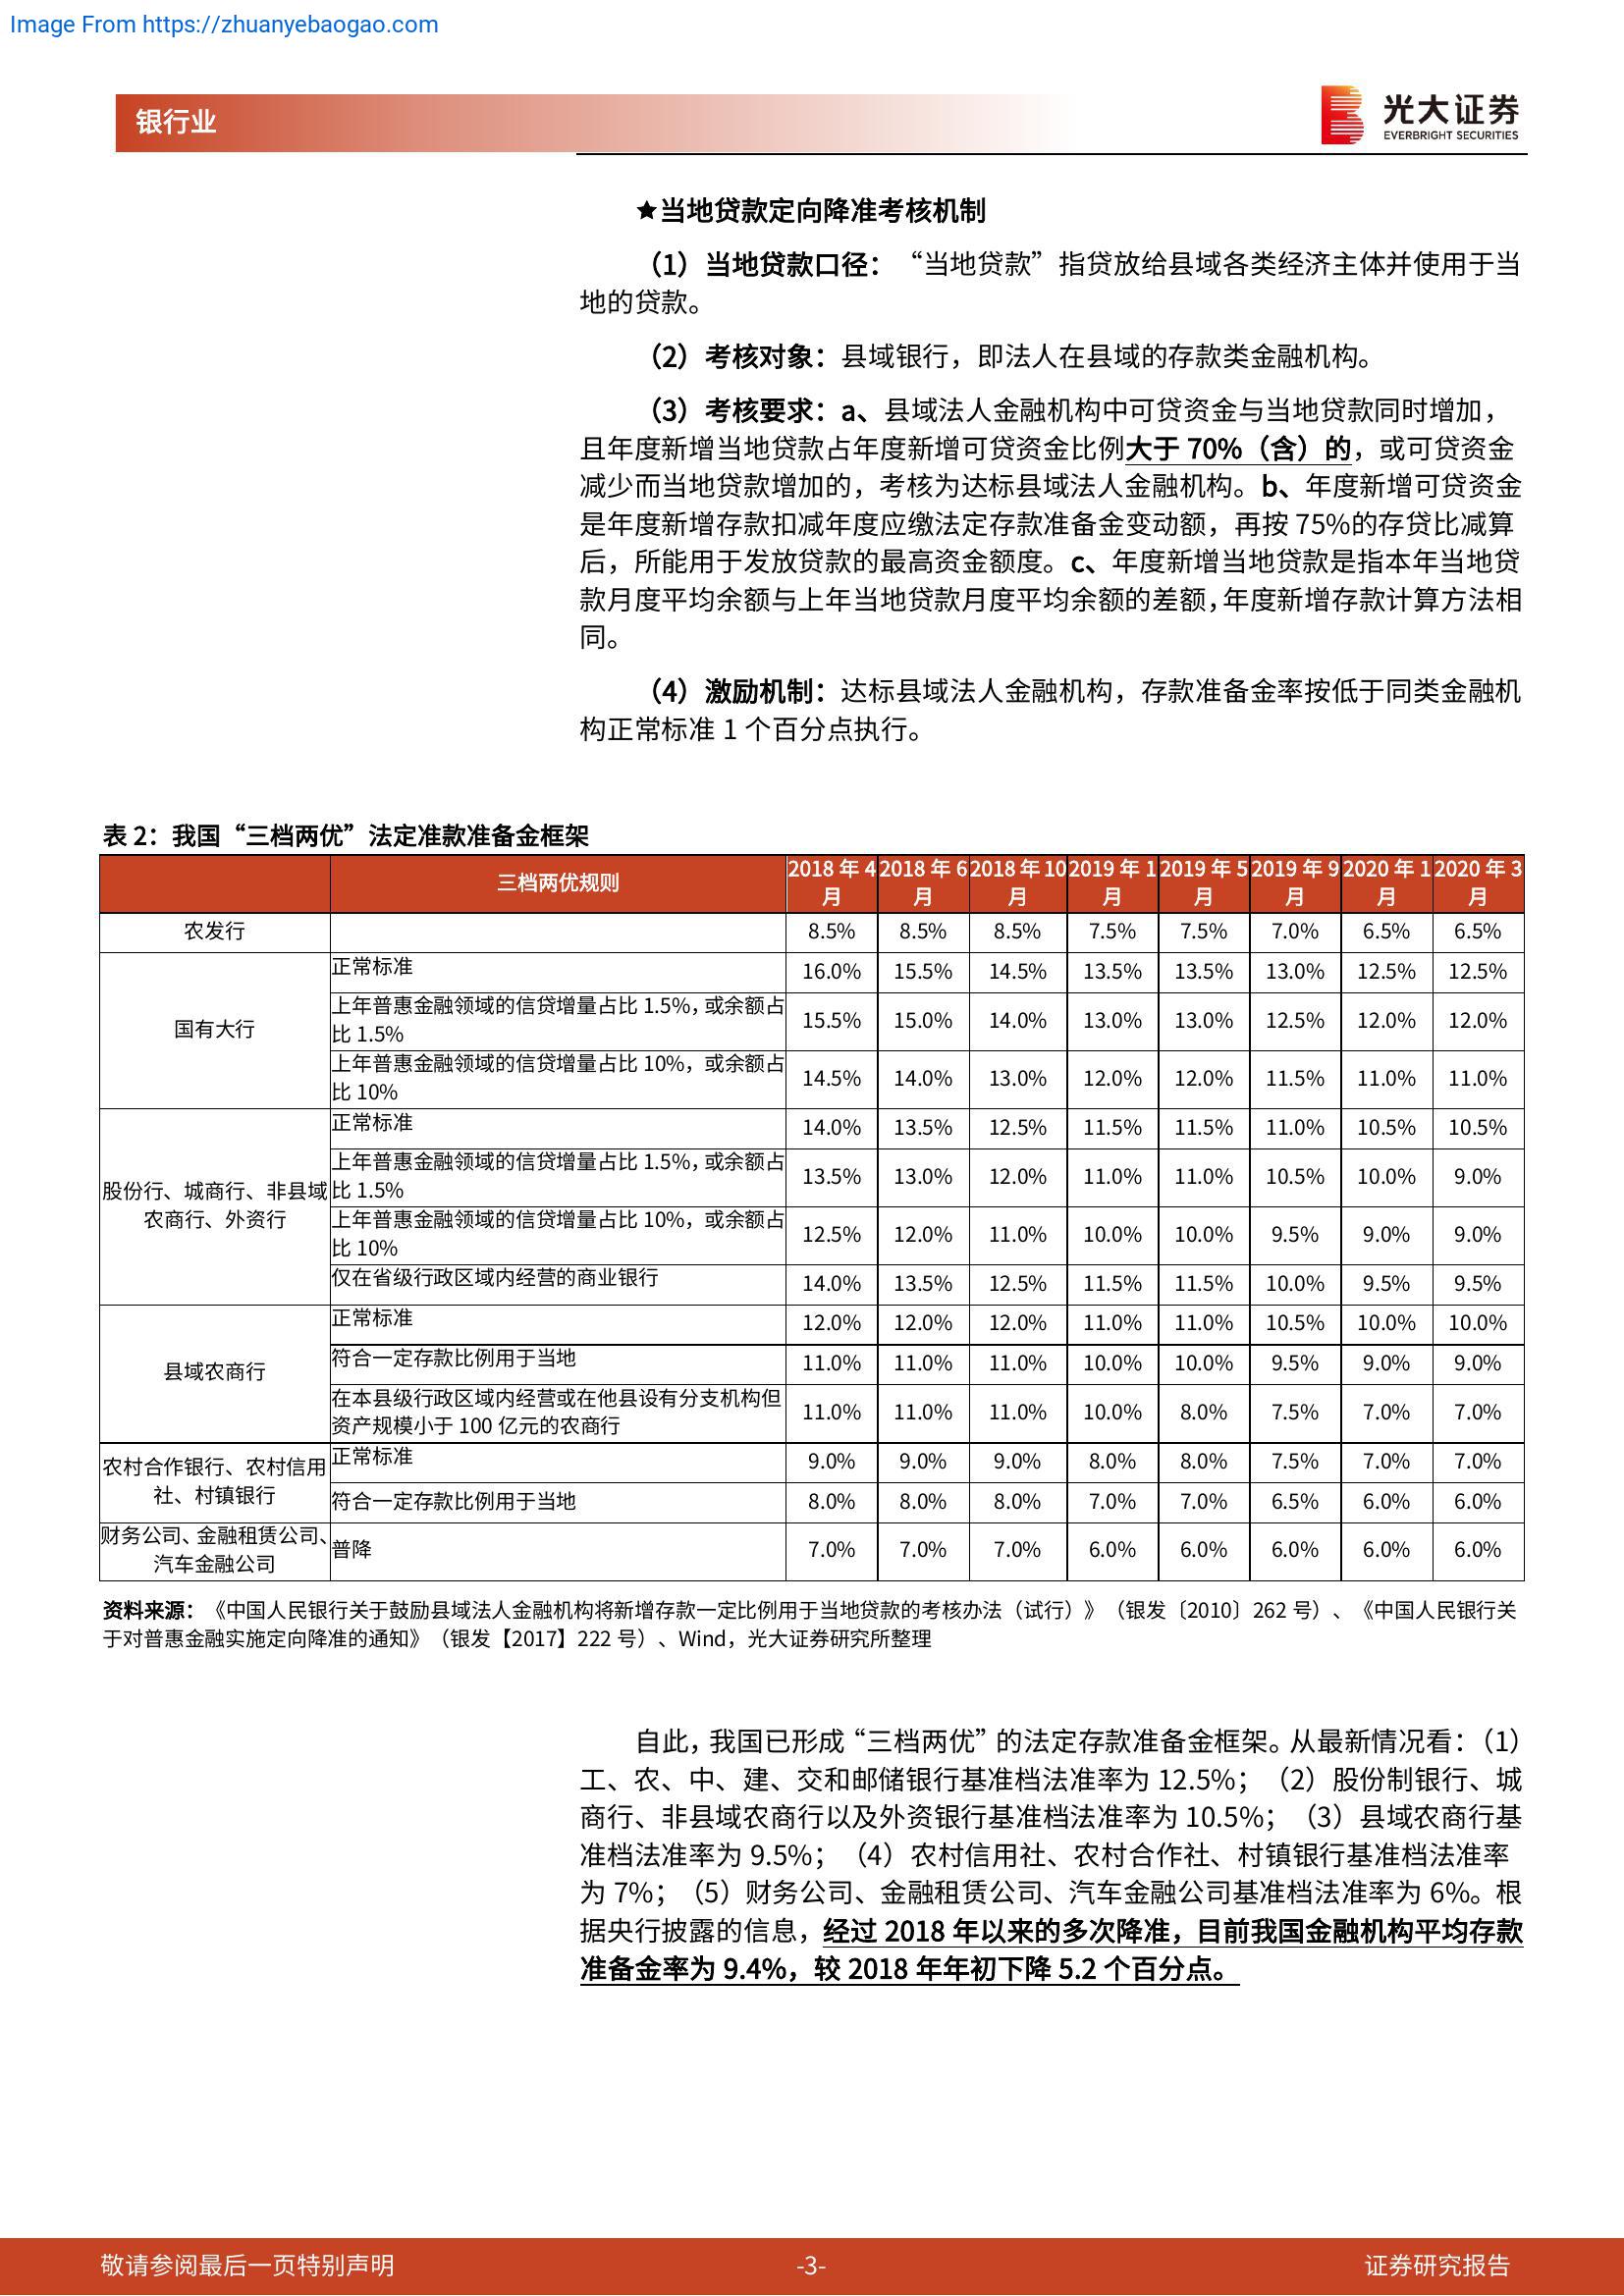 Image From https://zhuanyebaogao.com
银行业
光大证券
EVERBRIGHT SECURITIES
★当地贷款定向降准考核机制
（1）当地贷款口径：“当地贷款”指贷放给县域各类经济主体并使用于当
地的贷款。
（2）考核对象：县域银行，即法人在县域的存款类金融机构。
（3）考核要求：a、县域法人金融机构中可贷资金与当地贷款同时增加，
且年度新增当地贷款占年度新增可贷资金比例大于 70%（含）的，或可贷资金
减少而当地贷款增加的，考核为达标县域法人金融机构。b、年度新增可贷资金
是年度新增存款扣减年度应缴法定存款准备金变动额，再按 75%的存贷比减算
后，所能用于发放贷款的最高资金额度。c、年度新增当地贷款是指本年当地贷
款月度平均余额与上年当地贷款月度平均余额的差额，年度新增存款计算方法相
同。
（4）激励机制：达标县域法人金融机构，存款准备金率按低于同类金融机
构正常标准 1 个百分点执行。
表 2：我国“三档两优”法定准款准备金框架
三档两优规则 2018 年 4 月 2018 年 6 月 2018 年 10 月 2019 年 1 月 2019 年 5 月 2019 年 9 月 2020 年 1 月 2020 年 3 月
农发行 8.5% 8.5% 8.5% 7.5% 7.5% 7.0% 6.5% 6.5%
国有大行
正常标准 16.0% 15.5% 14.5% 13.5% 13.5% 13.0% 12.5% 12.5%
上年普惠金融领域的信贷增量占比 1.5%，或余额占
比 1.5% 15.5% 15.0% 14.0% 13.0% 13.0% 12.5% 12.0% 12.0%
上年普惠金融领域的信贷增量占比 10%，或余额占
比 10% 14.5% 14.0% 13.0% 12.0% 12.0% 11.5% 11.0% 11.0%
股份行、城商行、非县域
农商行、外资行
正常标准 14.0% 13.5% 12.5% 11.5% 11.5% 11.0% 10.5% 10.5%
上年普惠金融领域的信贷增量占比 1.5%，或余额占
比 1.5% 13.5% 13.0% 12.0% 11.0% 11.0% 10.5% 10.0% 9.0%
上年普惠金融领域的信贷增量占比 10%，或余额占
比 10% 12.5% 12.0% 11.0% 10.0% 10.0% 9.5% 9.0% 9.0%
仅在省级行政区域内经营的商业银行 14.0% 13.5% 12.5% 11.5% 11.5% 10.0% 9.5% 9.5%
县域农商行
正常标准 12.0% 12.0% 12.0% 11.0% 11.0% 10.5% 10.0% 10.0%
符合一定存款比例用于当地 11.0% 11.0% 11.0% 10.0% 10.0% 9.5% 9.0% 9.0%
在本县级行政区域内经营或在他县设有分支机构但
资产规模小于 100 亿元的农商行 11.0% 11.0% 11.0% 10.0% 8.0% 7.5% 7.0% 7.0%
农村合作银行、农村信用
社、村镇银行
正常标准 9.0% 9.0% 9.0% 8.0% 8.0% 7.5% 7.0% 7.0%
符合一定存款比例用于当地 8.0% 8.0% 8.0% 7.0% 7.0% 6.5% 6.0% 6.0%
财务公司、金融租赁公司、
汽车金融公司
普降 7.0% 7.0% 7.0% 6.0% 6.0% 6.0% 6.0% 6.0%
资料来源：《中国人民银行关于鼓励县域法人金融机构将新增存款一定比例用于当地贷款的考核办法（试行）》（银发〔2010〕262 号）、《中国人民银行关
于对普惠金融实施定向降准的通知》（银发【2017】222 号）、Wind，光大证券研究所整理
自此，我国已形成“三档两优”的法定存款准备金框架。从最新情况看：（1）
工、农、中、建、交和邮储银行基准档法准率为 12.5%；（2）股份制银行、城
商行、非县域农商行以及外资银行基准档法准率为 10.5%；（3）县域农商行基
准档法准率为 9.5%；（4）农村信用社、农村合作社、村镇银行基准档法准率
为 7%；（5）财务公司、金融租赁公司、汽车金融公司基准档法准率为 6%。根
据央行披露的信息，经过 2018 年以来的多次降准，目前我国金融机构平均存款
准备金率为 9.4%，较 2018 年年初下降 5.2 个百分点。
敬请参阅最后一页特别声明
-3-
证券研究报告